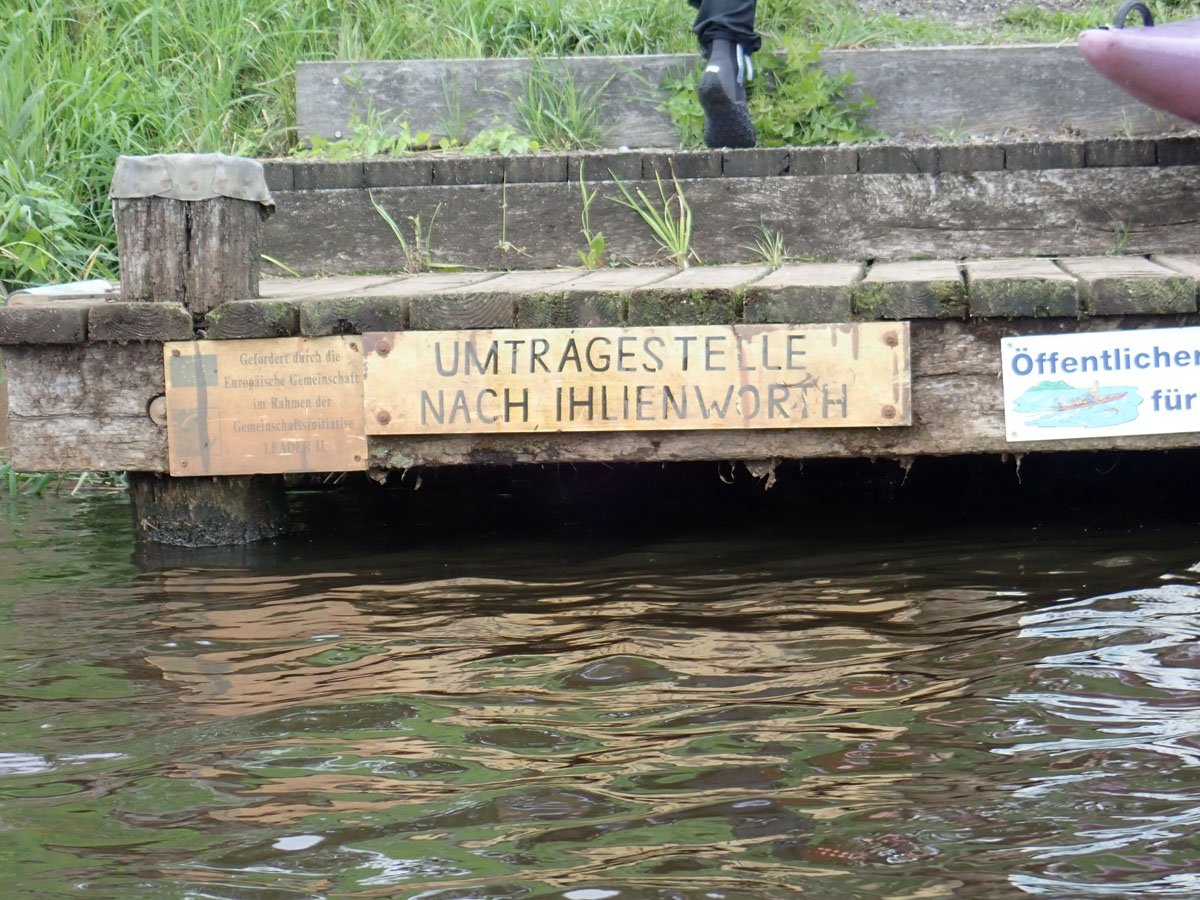 Gefördert durch die
Europäische Gemeinschaft
im Rahmen der
Gemeinschaftsinitiative
LEADER II
UMTRAGESTELLE
NACH IHLIENWORTH
Öffentlicher
für